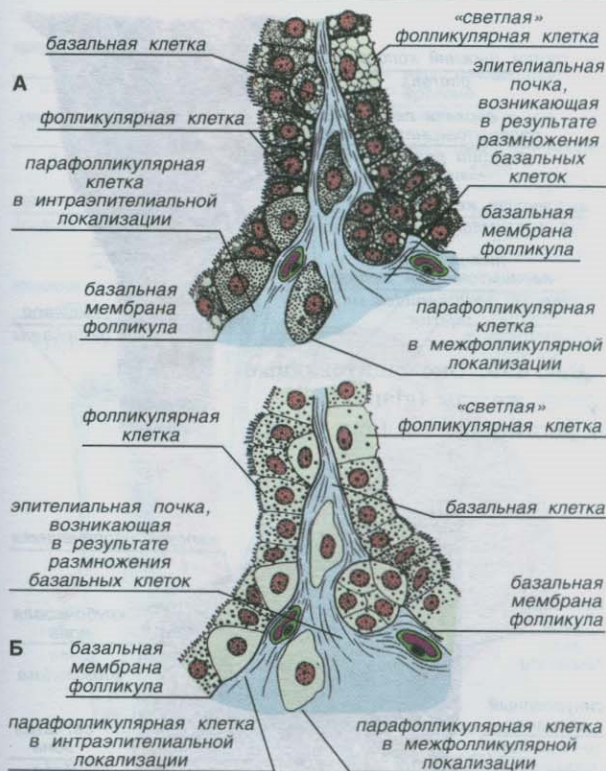 «светлая»
фолликулярная клетка
базальная клетка
эпителиальная
почка,
возникающая
в результате
размножения
базальных
клеток
А
фолликулярная клетка
парафолликулярная
клетка
в интраэпителиальной
локализации
базальная
мембрана
фолликула
базальная
мембрана
фолликула
парафолликулярная
клетка
в межфолликулярной
локализации
«светлая»
фолликулярная клетка
фолликулярная
клетка
эпителиальная почка,
возникающая
в результате
размножения
базальных клеток
базальная клетка
базальная
мембрана
фолликула
Б
базальная
мембрана
фолликула
парафолликулярная клетка
в интраэпителиальной
локализации
парафолликулярная клетка
в межфолликулярной
локализации